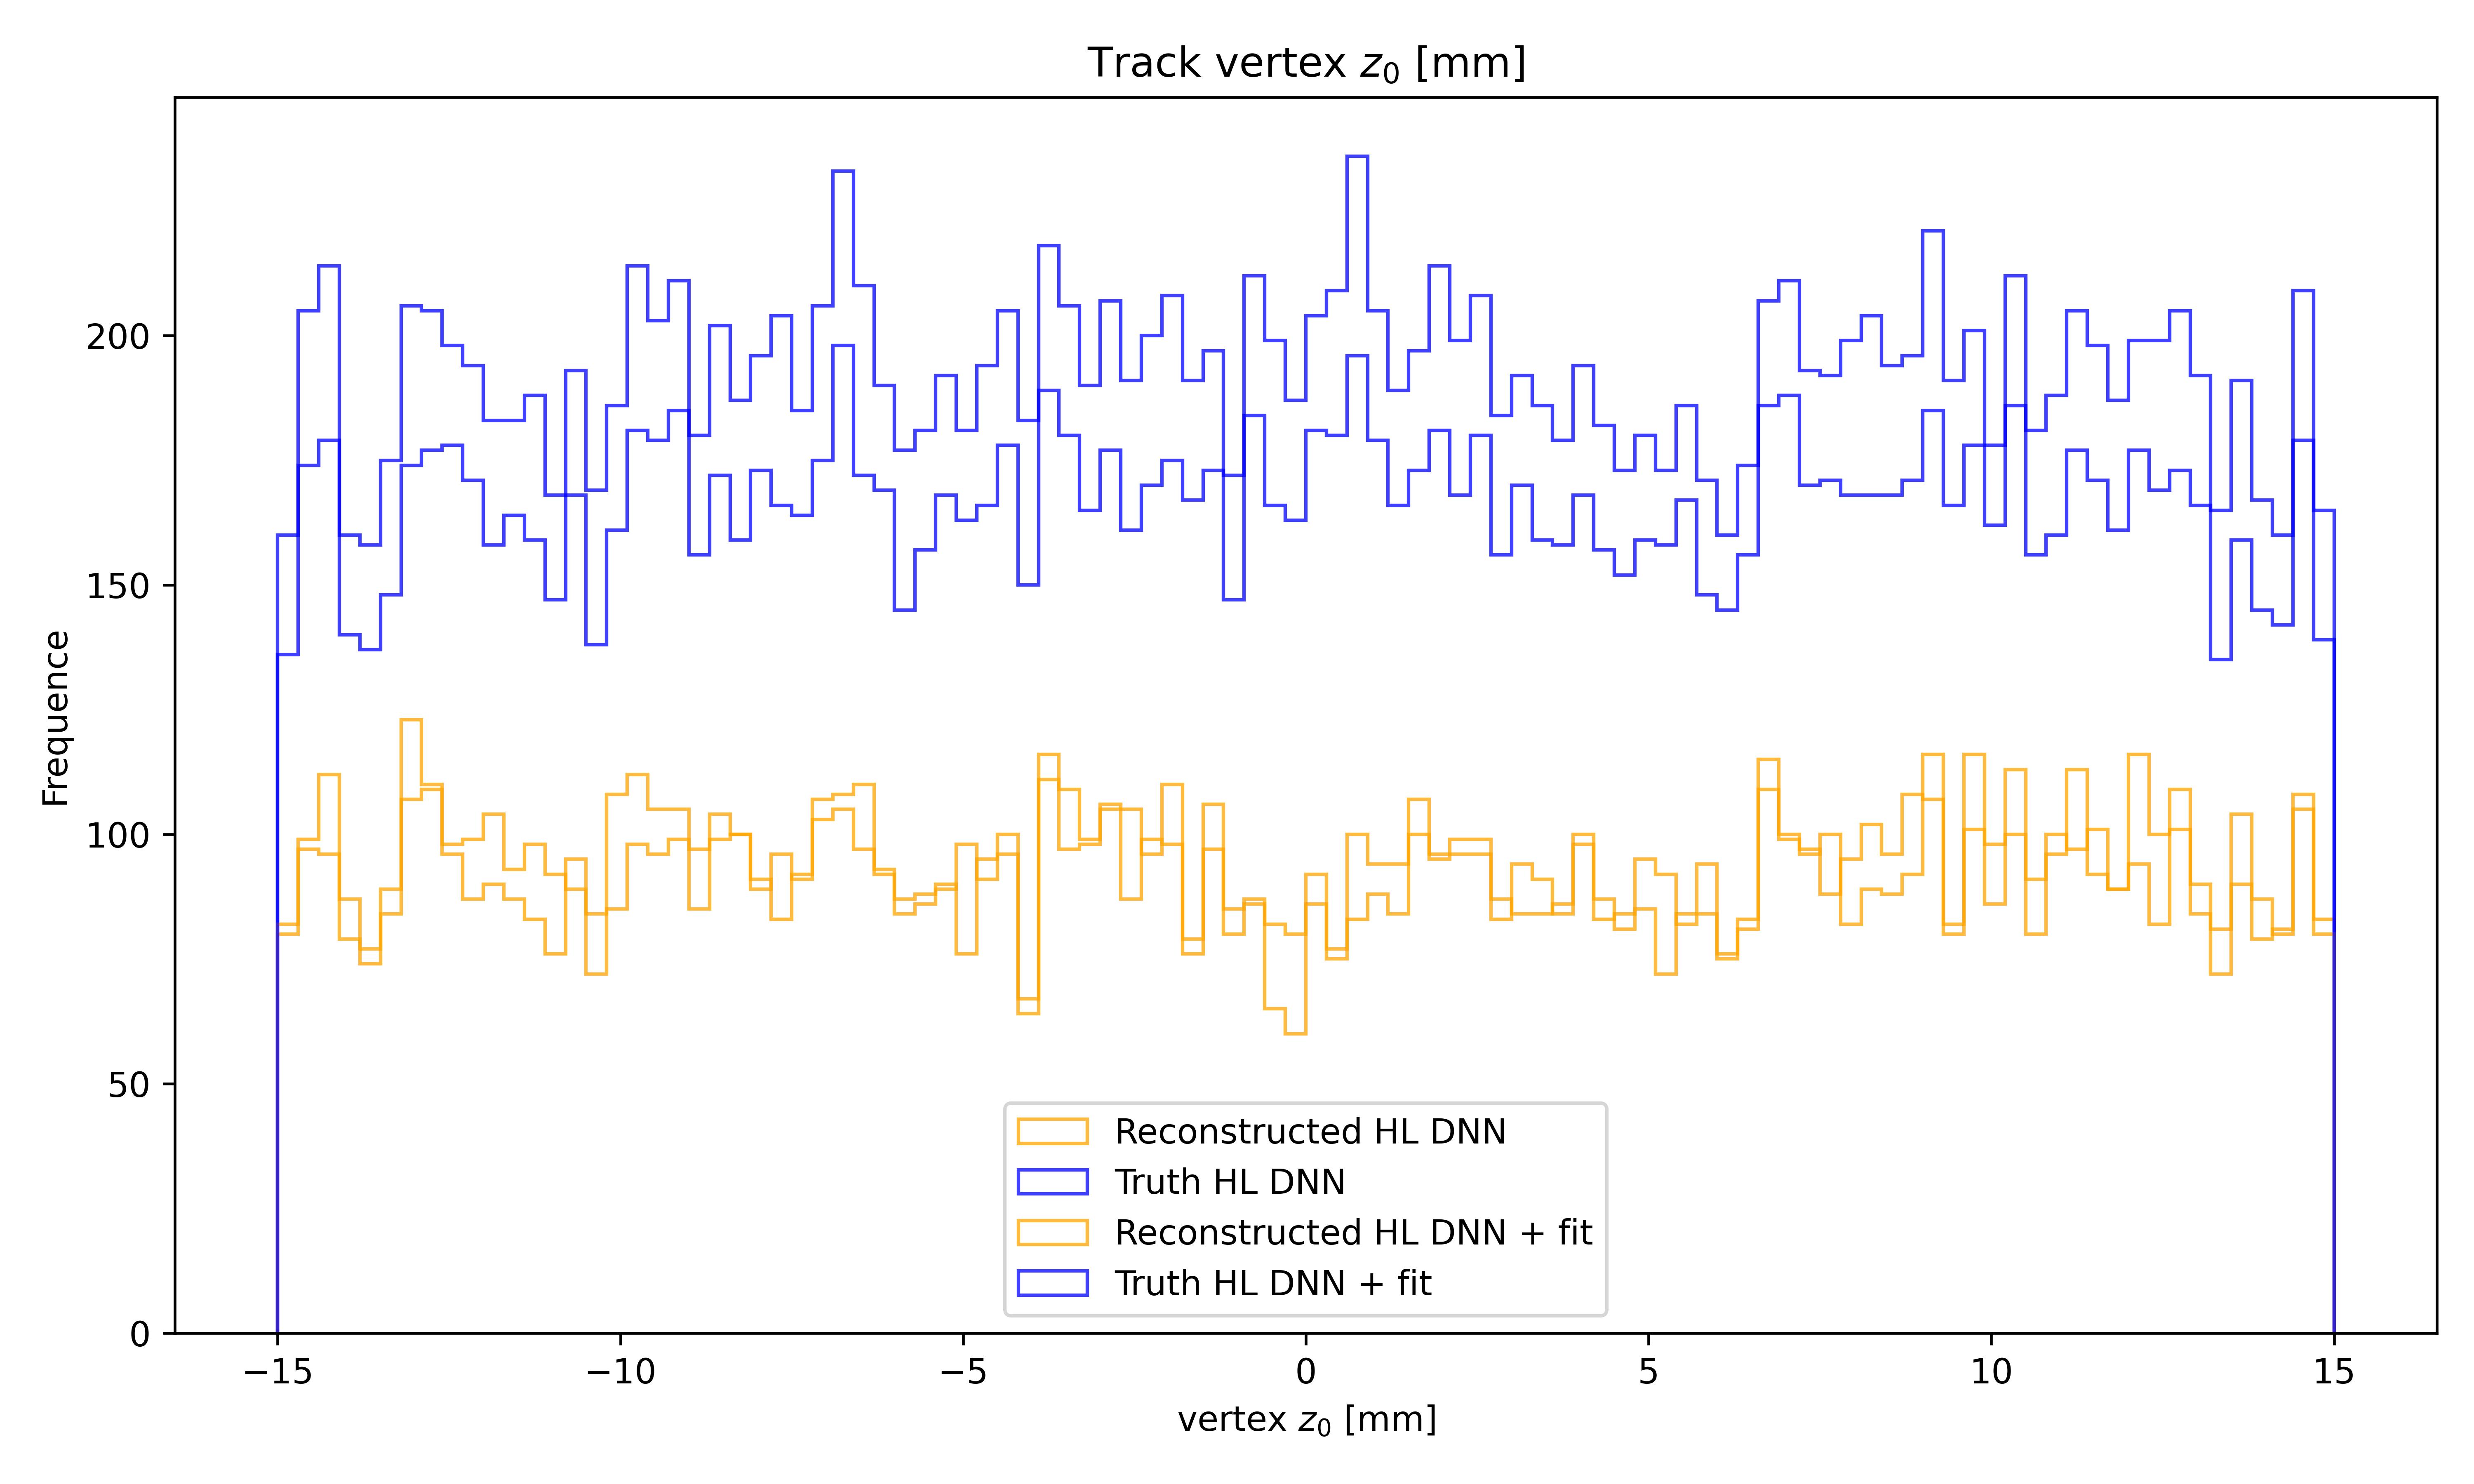 Track vertex z₀ [mm]
Frequence
200
150
100
50
0
−15
−10
−5
0
5
10
15
vertex z₀ [mm]
Reconstructed HL DNN
Truth HL DNN
Reconstructed HL DNN + fit
Truth HL DNN + fit